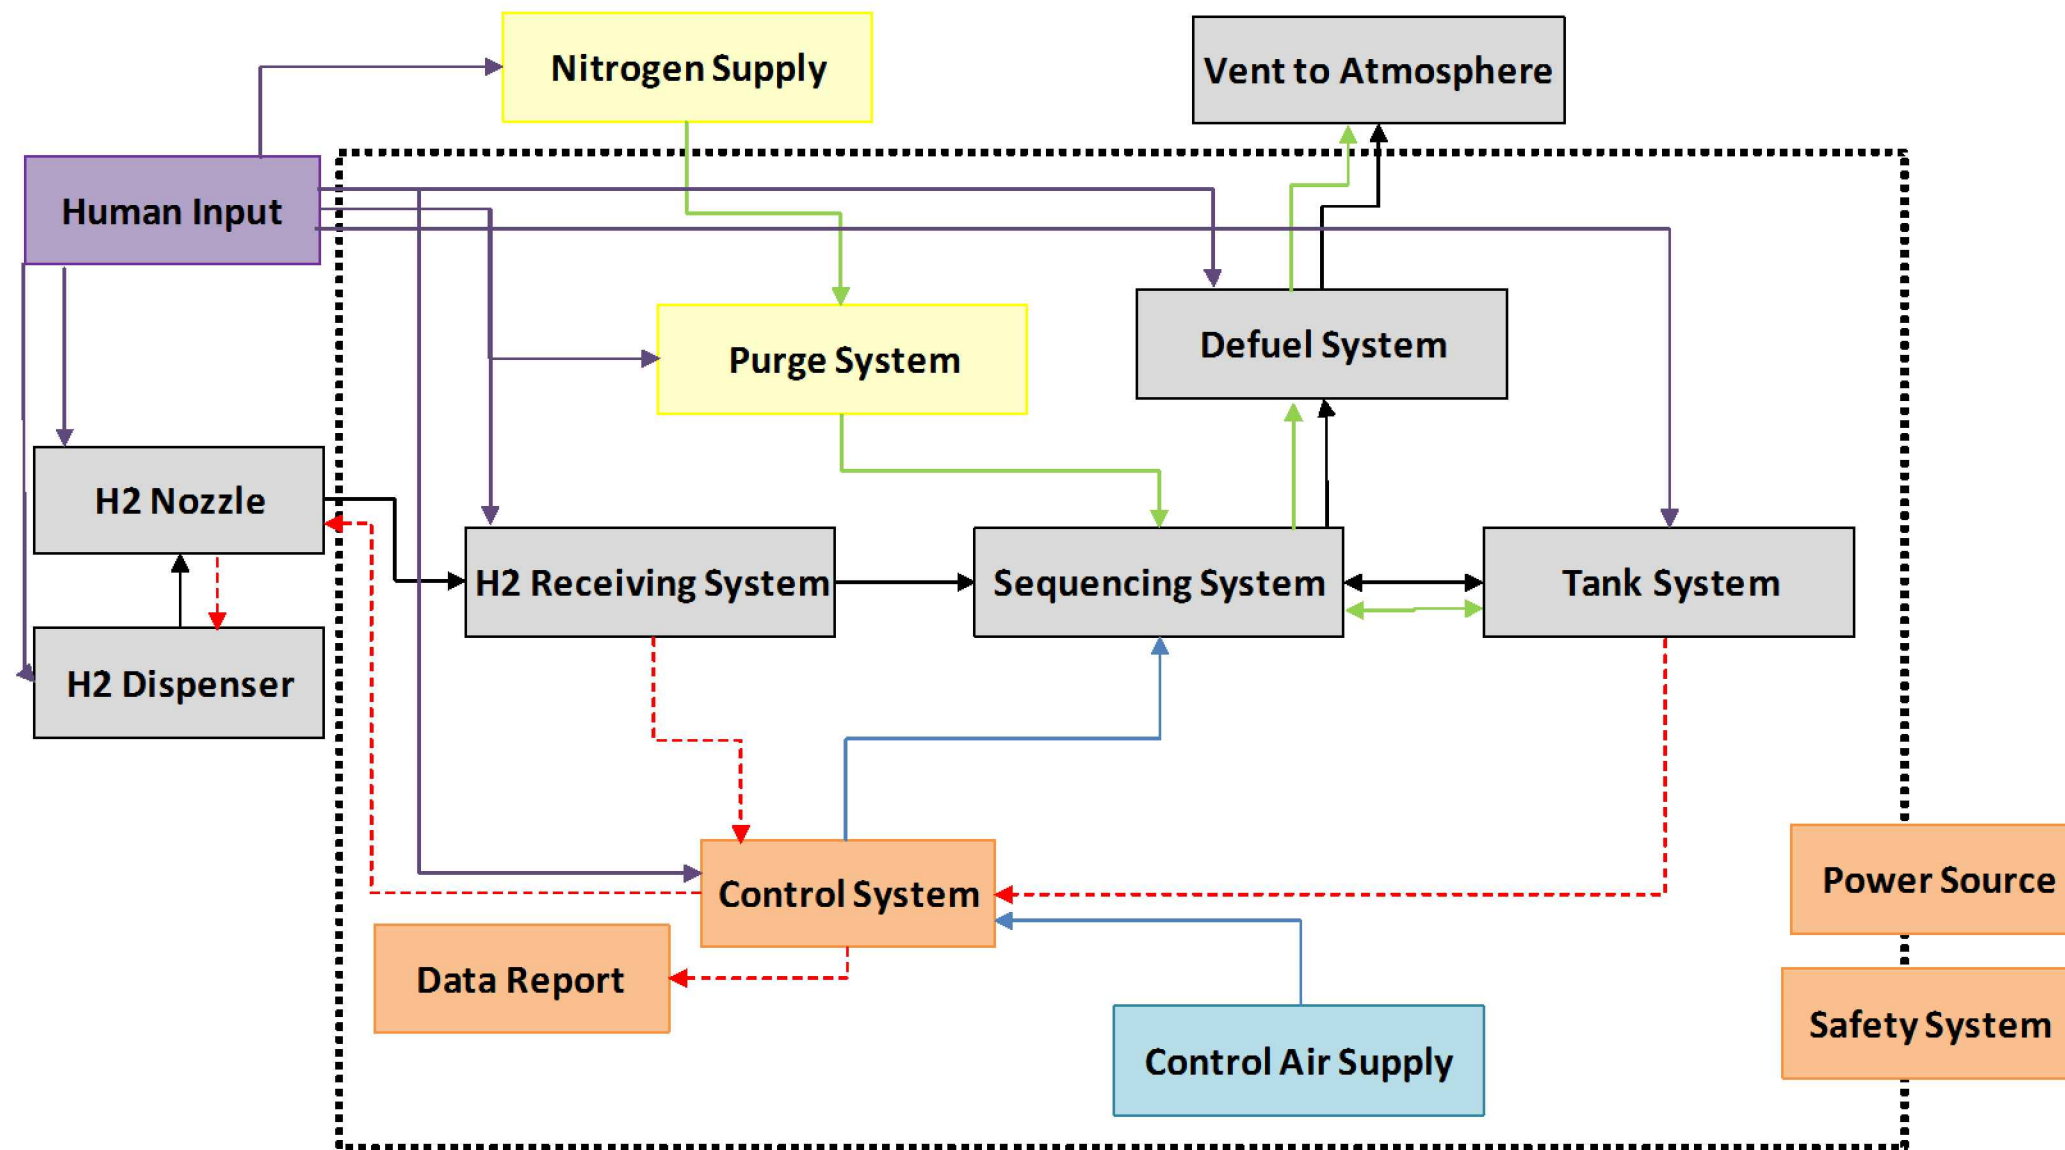 Nitrogen Supply
Vent to Atmosphere
Human Input
Purge System
Defuel System
H2 Nozzle
H2 Receiving System
Sequencing System
Tank System
H2 Dispenser
Control System
Power Source
Data Report
Safety System
Control Air Supply